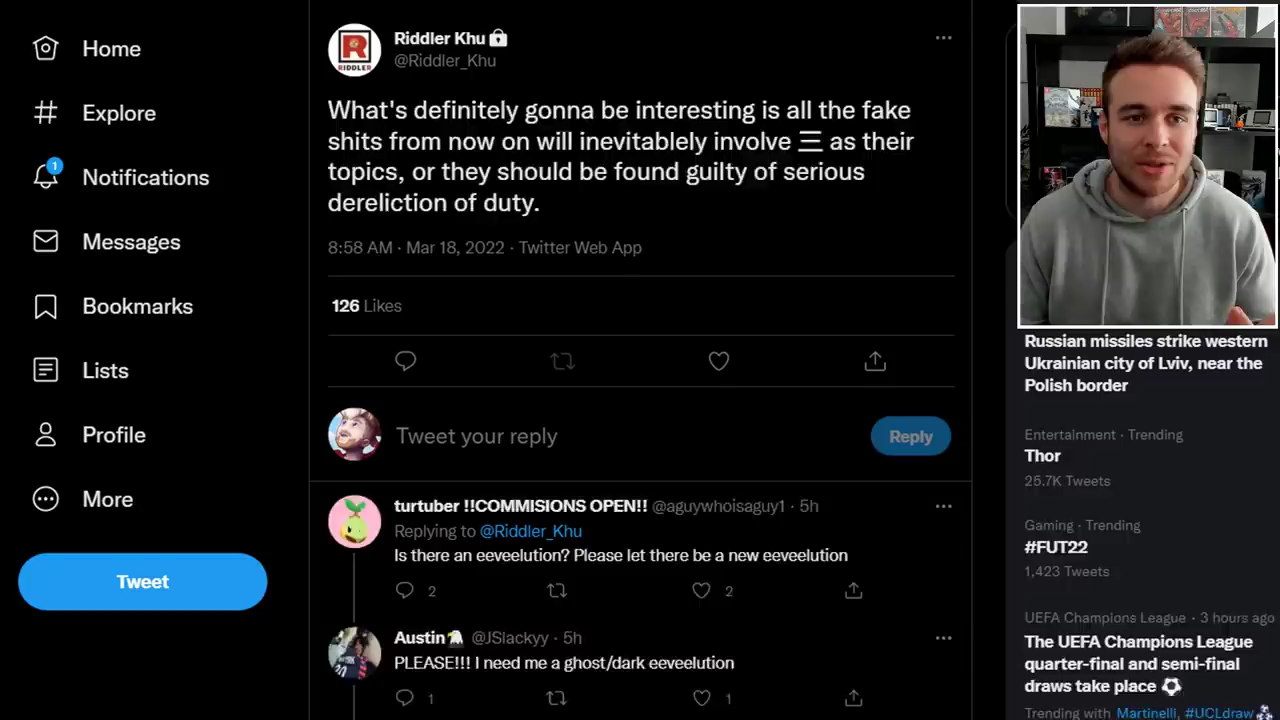 Home
Explore
1
Notifications
Messages
Bookmarks
Lists
Profile
More
Tweet
R
RIDDLER
Riddler Khu
@Riddler_Khu
What's definitely gonna be interesting is all the fake
shits from now on will inevitablely involve 三 as their
topics, or they should be found guilty of serious
dereliction of duty.
8:58 AM · Mar 18, 2022 · Twitter Web App
126 Likes
Tweet your reply
Reply
turtuber !!COMMISIONS OPEN!! @aguywhoisaguy1 · 5h
Replying to @Riddler_Khu
Is there an eeveelution? Please let there be a new eeveelution
2
2
Austin @JSlackyy · 5h
PLEASE!!! I need me a ghost/dark eeveelution
1
1
Russian missiles strike western
Ukrainian city of Lviv, near the
Polish border
Entertainment · Trending
Thor
25.7K Tweets
Gaming · Trending
#FUT22
1,423 Tweets
UEFA Champions League · 3 hours ago
The UEFA Champions League
quarter-final and semi-final
draws take place
Trending with Martinelli, #UCLdraw